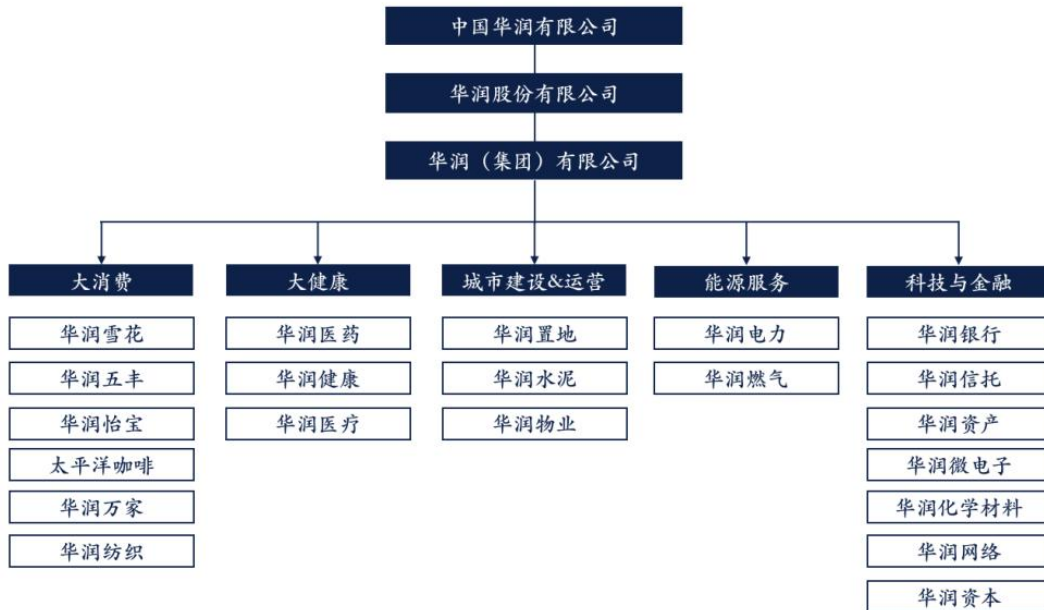 中国华润有限公司
华润股份有限公司
华润（集团）有限公司
大消费
华润雪花
华润五丰
华润怡宝
太平洋咖啡
华润万家
华润纺织
大健康
华润医药
华润健康
华润医疗
城市建设&运营
华润置地
华润水泥
华润物业
能源服务
华润电力
华润燃气
科技与金融
华润银行
华润信托
华润资产
华润微电子
华润化学材料
华润网络
华润资本